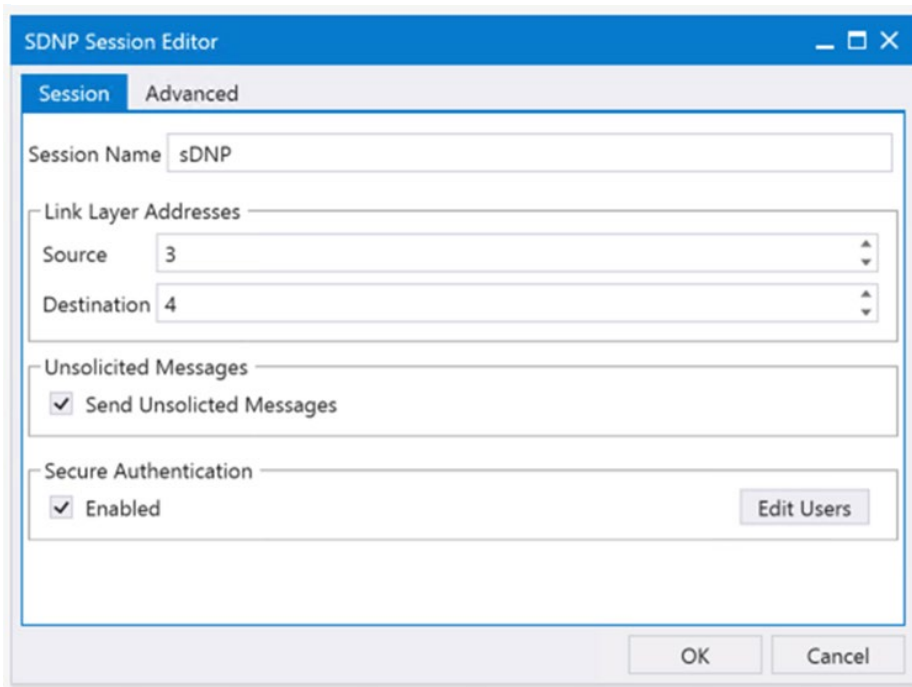 SDNP Session Editor
Session Advanced
Session Name sDNP
Link Layer Addresses
Source 3
Destination 4
Unsolicited Messages
Send Unsolicted Messages
Secure Authentication
Enabled Edit Users
OK Cancel